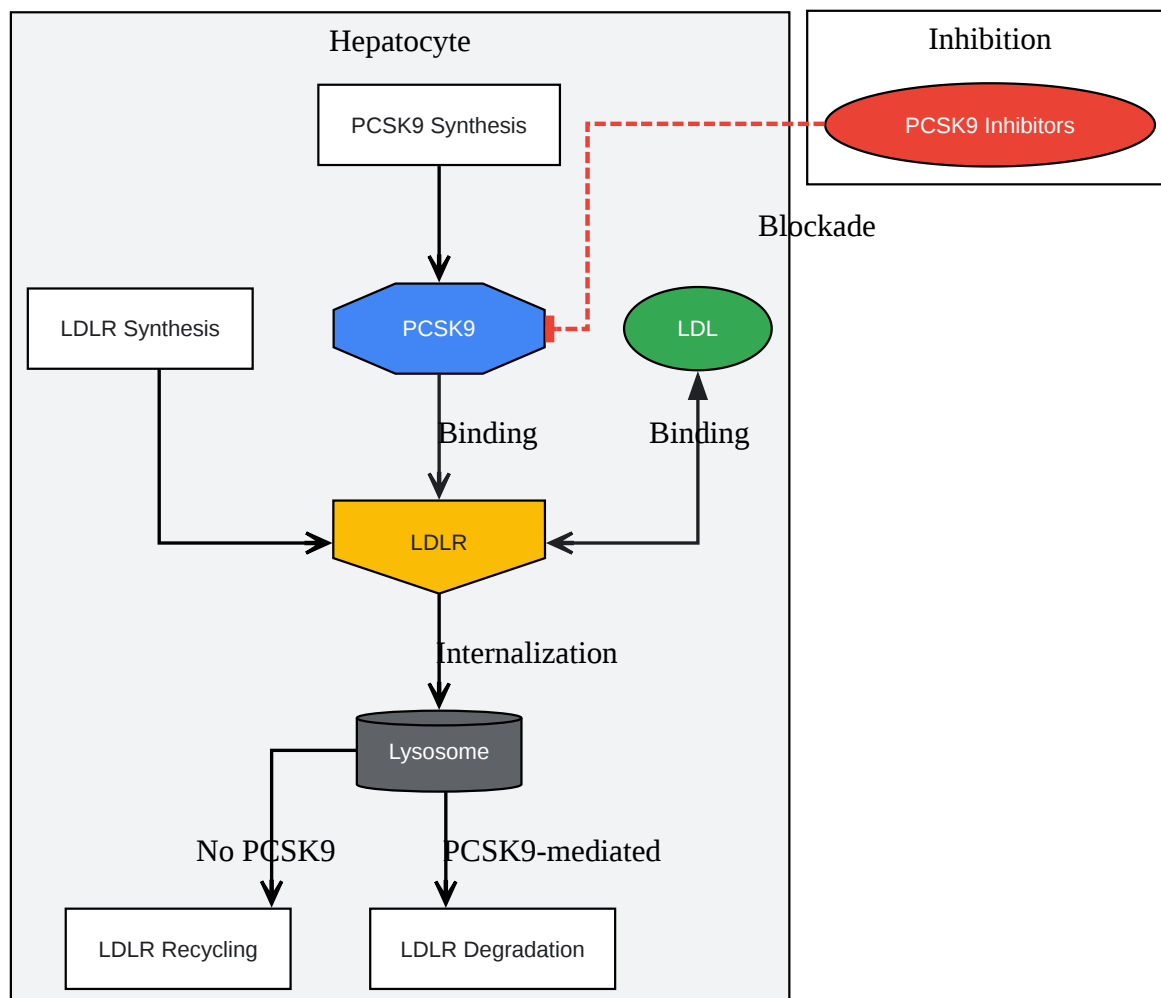 Hepatocyte
Inhibition
PCSK9 Synthesis
PCSK9 Inhibitors
Blockade
LDLR Synthesis
PCSK9
LDL
Binding
Binding
LDLR
Internalization
Lysosome
No PCSK9
PCSK9-mediated
LDLR Recycling
LDLR Degradation